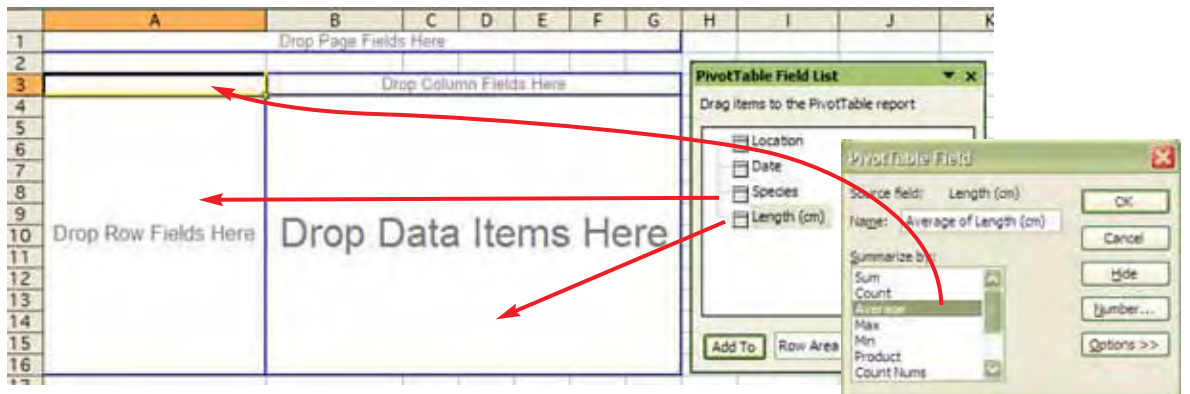 A B C D E F G H I J K
1 Drop Page Fields Here
2
3 Drop Column Fields Here
4
5
6
7
8
9
10 Drop Row Fields Here Drop Data Items Here
11
12
13
14
15
16
PivotTable Field List
Drag items to the PivotTable report
Location
Date
Species
Length (cm)
Add To Row Area
PivotTable Field
Source field: Length (cm)
Name: Average of Length (cm)
Summarize by:
Sum
Count
Average
Max
Min
Product
Count Nums
OK
Cancel
Hide
Number...
Options >>